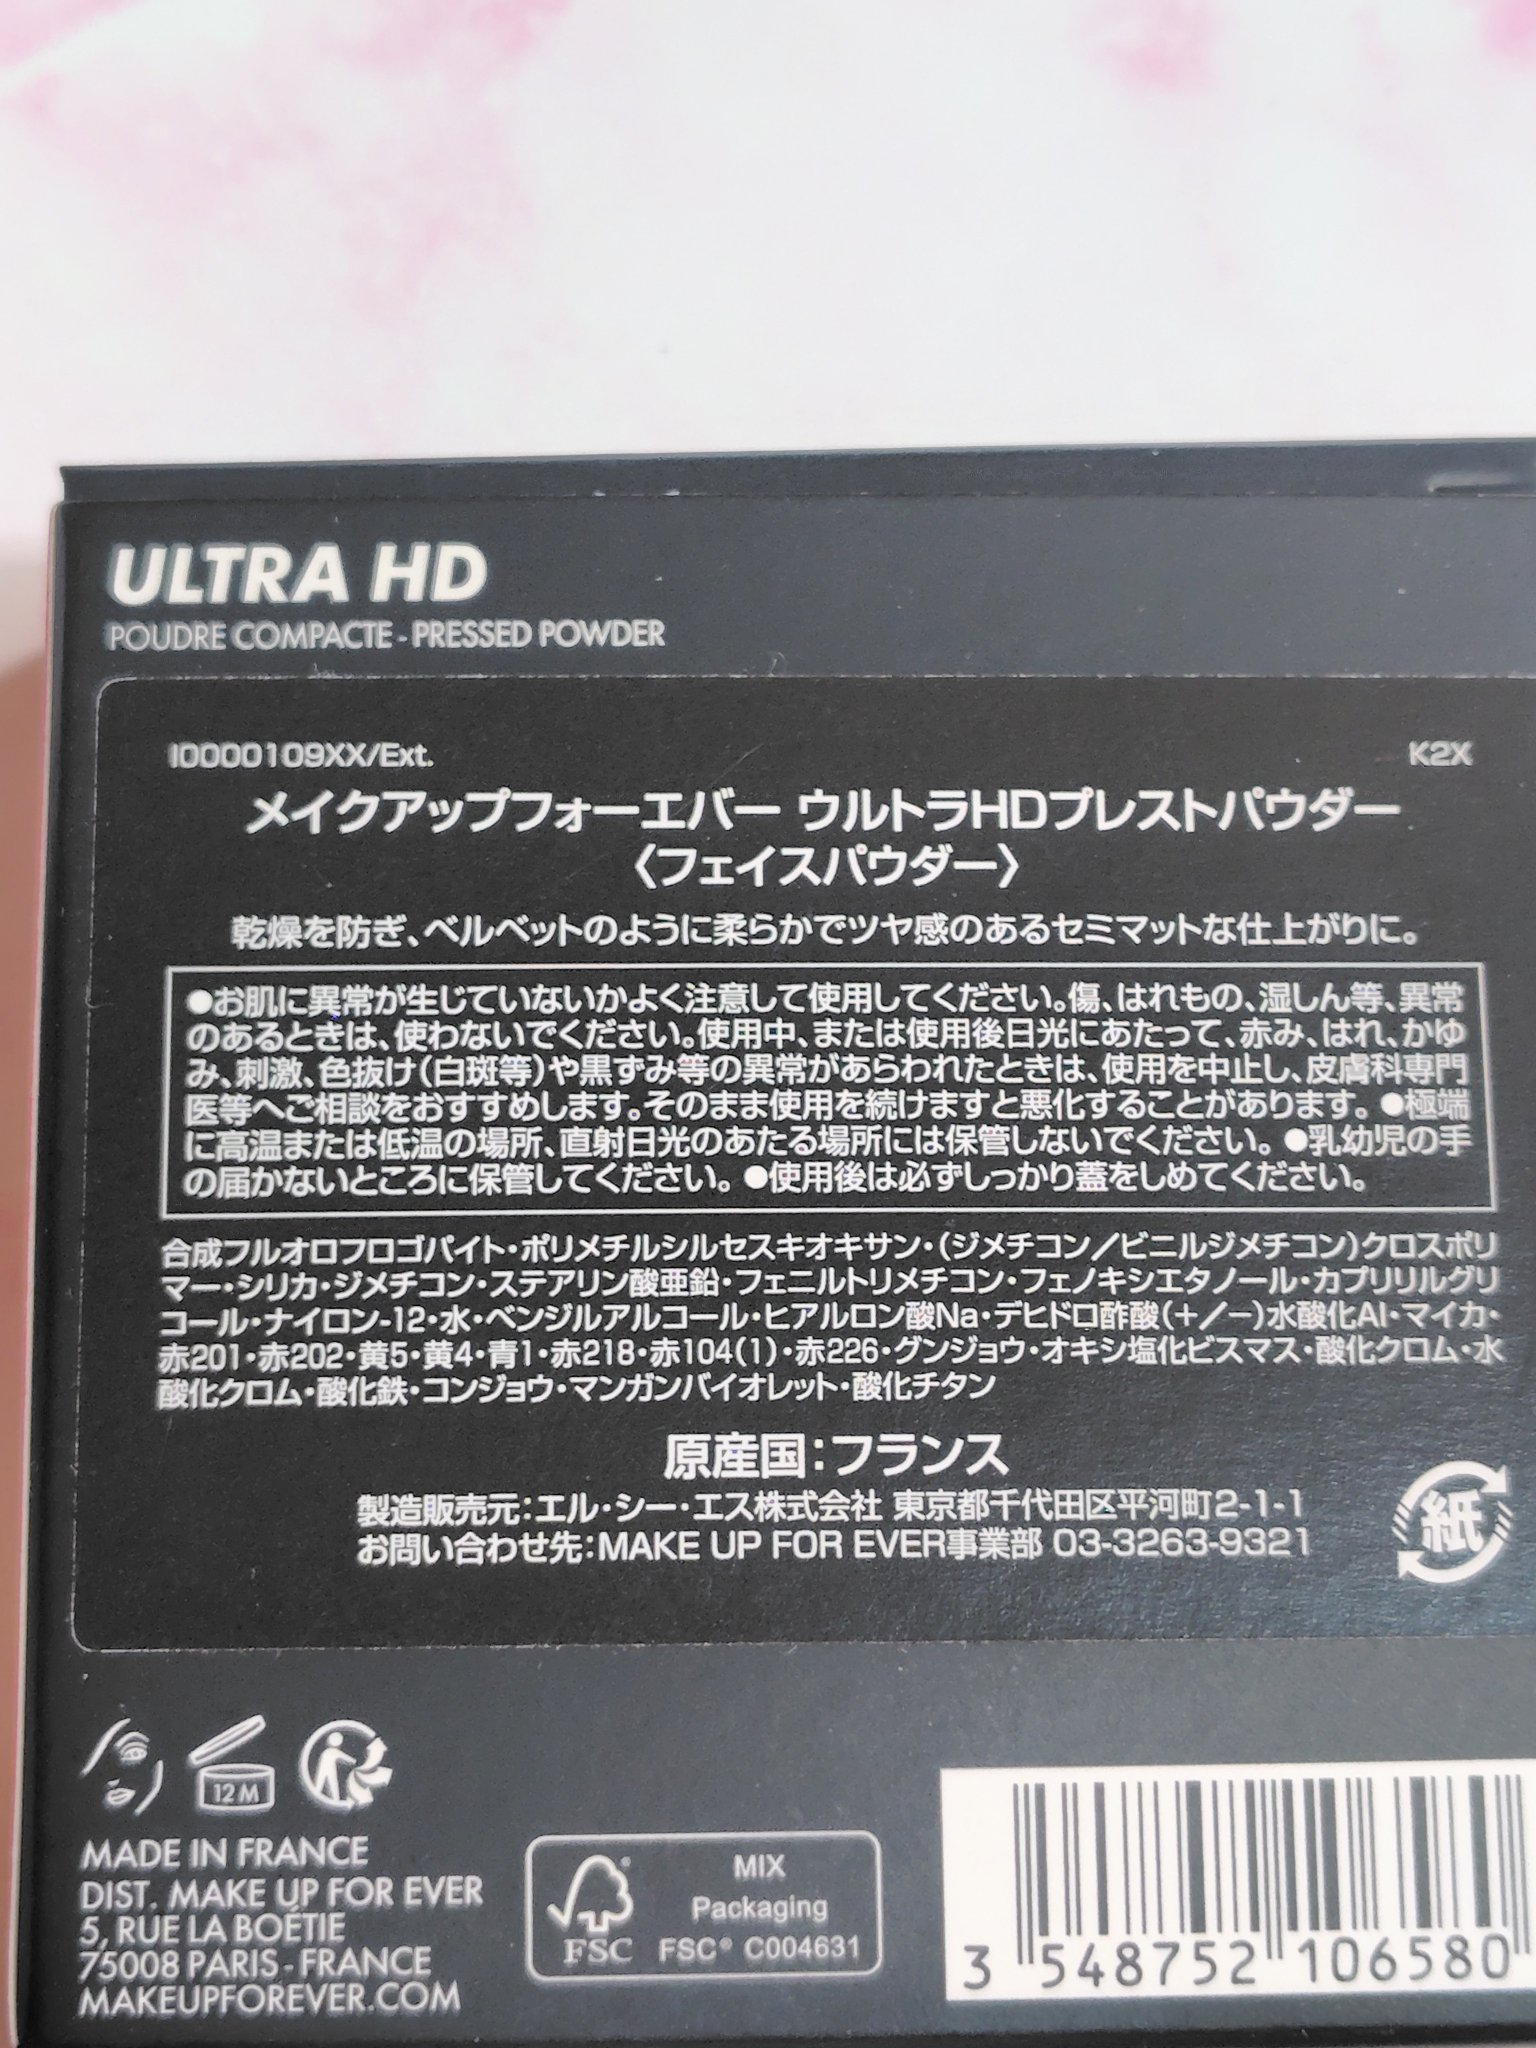 ULTRA HD
POUDRE COMPACTE - PRESSED POWDER
I0000109XX/Ext.
K2X
メイクアップフォーエバー ウルトラHDプレストパウダー
〈フェイスパウダー〉
乾燥を防ぎ、ベルベットのように柔らかでツヤ感のあるセミマットな仕上がりに。
●お肌に異常が生じていないかよく注意して使用してください。傷、はれもの、湿しん等、異常
のあるときは、使わないでください。使用中、または使用後日光にあたって、赤み、はれ、かゆ
み、刺激、色抜け(白斑等)や黒ずみ等の異常があらわれたときは、使用を中止し、皮膚科専門
医等へご相談をおすすめします。そのまま使用を続けますと悪化することがあります。●極端
に高温または低温の場所、直射日光のあたる場所には保管しないでください。●乳幼児の手
の届かないところに保管してください。●使用後は必ずしっかり蓋をしめてください。
合成フルオロフロゴパイト・ポリメチルシルセスキオキサン・(ジメチコン/ビニルジメチコン)クロスポリ
マー・シリカ・ジメチコン・ステアリン酸亜鉛・フェニルトリメチコン・フェノキシエタノール・カプリリルグリ
コール・ナイロン-12・水・ベンジルアルコール・ヒアルロン酸Na・デヒドロ酢酸(+/-)水酸化Al・マイカ・
赤201・赤202・黄5・黄4・青1・赤218・赤104(1)・赤226・グンジョウ・オキシ塩化ビスマス・酸化クロム・水
酸化クロム・酸化鉄・コンジョウ・マンガンバイオレット・酸化チタン
原産国:フランス
製造販売元:エル・シー・エス株式会社 東京都千代田区平河町2-1-1
お問い合わせ先:MAKE UP FOR EVER事業部 03-3263-9321
紙
12 M
MADE IN FRANCE
DIST. MAKE UP FOR EVER
5, RUE LA BOÉTIE
75008 PARIS - FRANCE
MAKEUPFOREVER.COM
MIX
Packaging
FSC
FSC® C004631
3 548752 106580